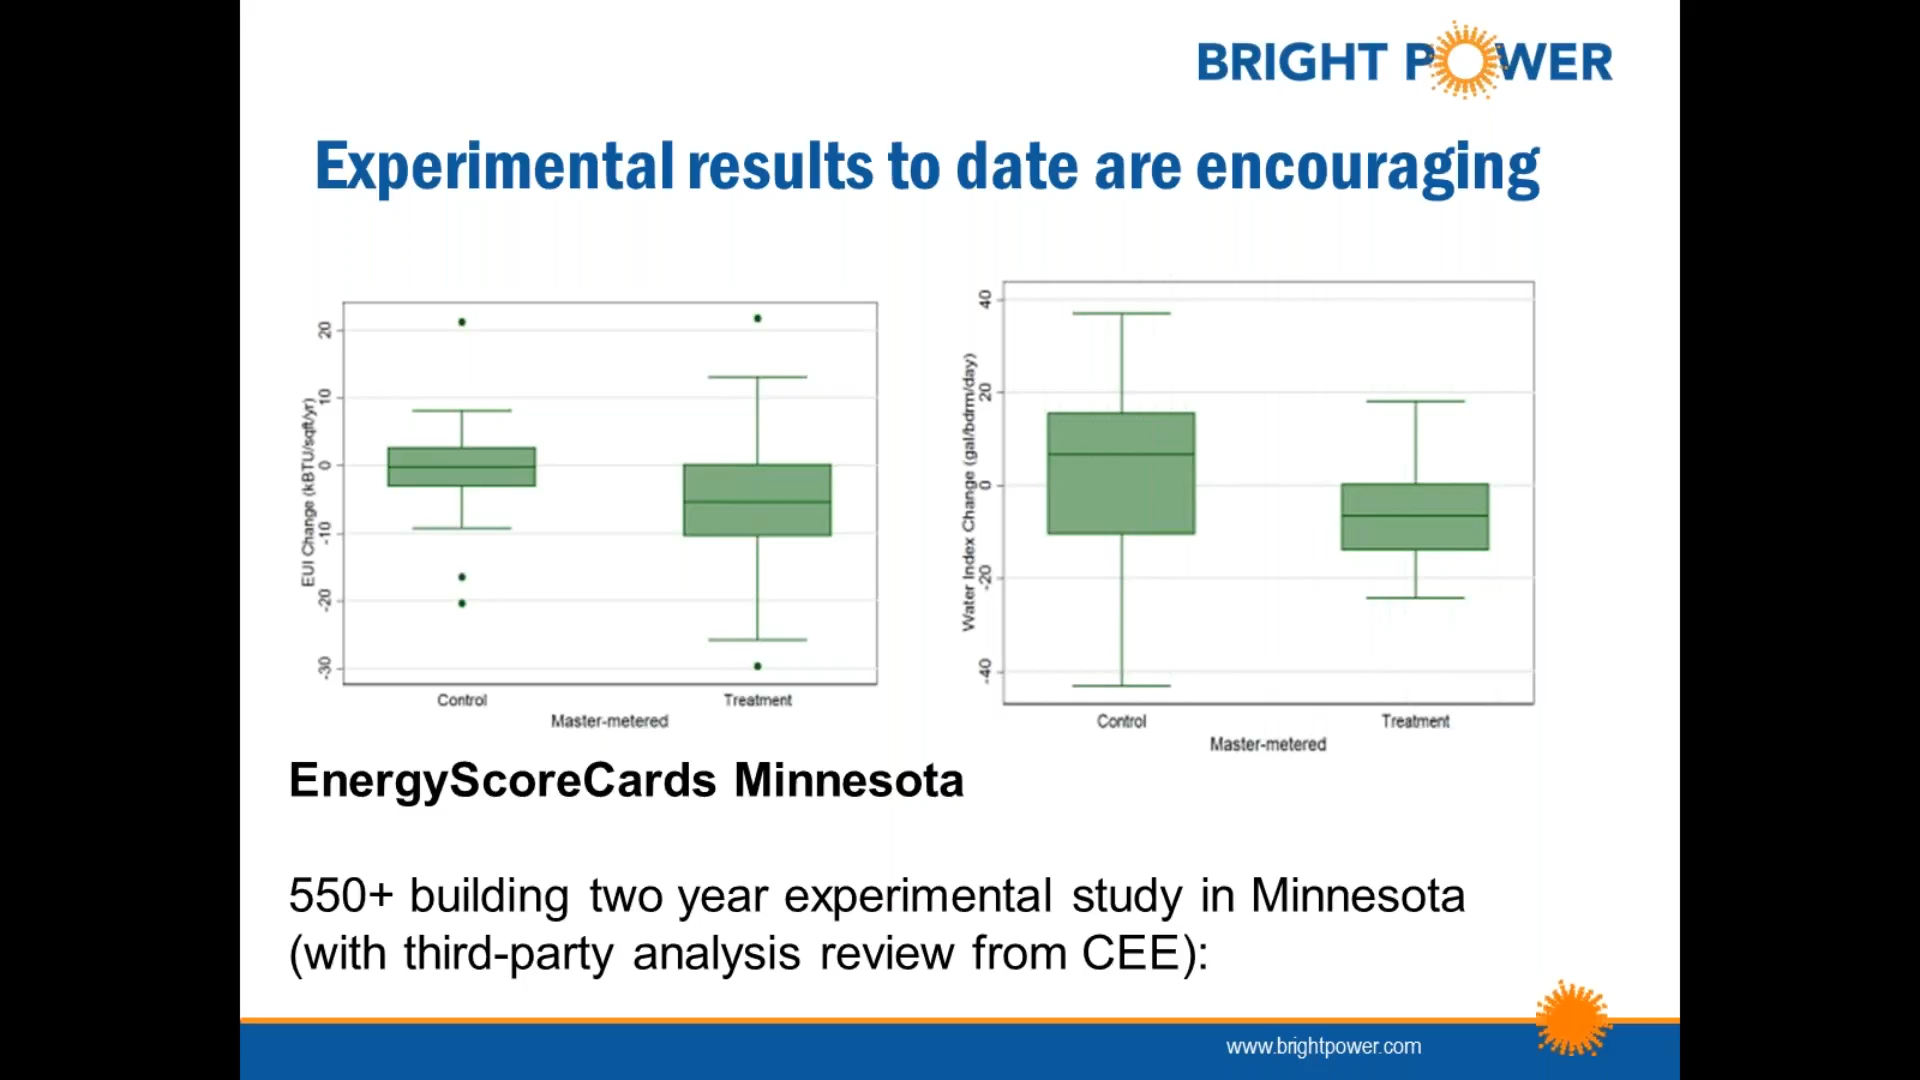 BRIGHT POWER
Experimental results to date are encouraging
EUI Change (kBTU/sqft/yr)
20
10
0
-10
-20
-30
Control
Treatment
Master-metered
Water Index Change (gal/bdrm/day)
40
20
0
-20
-40
Control
Treatment
Master-metered
EnergyScoreCards Minnesota
550+ building two year experimental study in Minnesota
(with third-party analysis review from CEE):
www.brightpower.com